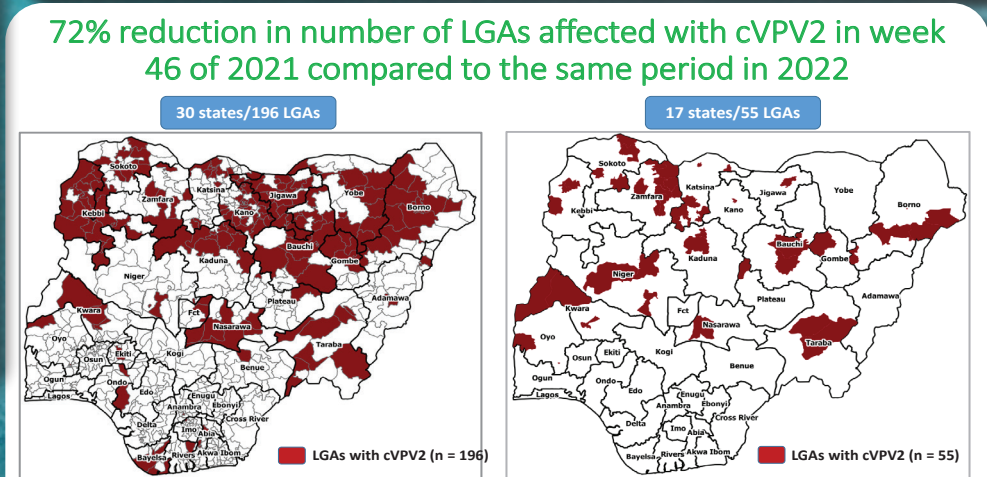 72% reduction in number of LGAs affected with cVPV2 in week
46 of 2021 compared to the same period in 2022
30 states/196 LGAs
Sokoto
Katsina
Zamfara
Jigawa
Yobe
Kebbi
Kano
Borno
Bauchi
Kaduna
Gombe
Niger
Plateau
Adamawa
Kwara
Fct
Nasarawa
Oyo
Taraba
Ekiti
Kogi
Osun
Benue
Ogun
Ondo
Edo
Lagos
Enugu
Anambra
Ebonyi
Cross River
Delta
Imo
Abia
Bayelsa
Rivers
Akwa Ibom
LGAs with cVPV2 (n = 196)
17 states/55 LGAs
Sokoto
Katsina
Zamfara
Jigawa
Yobe
Kebbi
Kano
Borno
Bauchi
Kaduna
Gombe
Niger
Plateau
Adamawa
Kwara
Fct
Nasarawa
Oyo
Taraba
Ekiti
Kogi
Osun
Benue
Ogun
Ondo
Edo
Lagos
Enugu
Anambra
Ebonyi
Cross River
Delta
Imo
Abia
Bayelsa
Rivers
Akwa Ibom
LGAs with cVPV2 (n = 55)